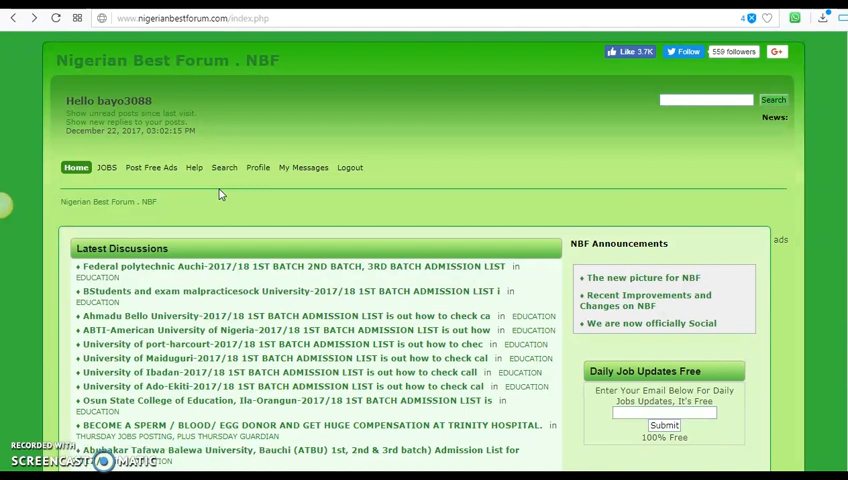 www.nigerianbestforum.com/index.php
4
Nigerian Best Forum . NBF
Like 3.7K
Follow
559 followers
G+
Hello bayo3088
Show unread posts since last visit.
Show new replies to your posts.
December 22, 2017, 03:02:15 PM
Search
News:
Home JOBS Post Free Ads Help Search Profile My Messages Logout
Nigerian Best Forum . NBF
ads
Latest Discussions
Federal polytechnic Auchi-2017/18 1ST BATCH 2ND BATCH, 3RD BATCH ADMISSION LIST in
EDUCATION
BStudents and exam malpracticesock University-2017/18 1ST BATCH ADMISSION LIST i
EDUCATION
Ahmadu Bello University-2017/18 1ST BATCH ADMISSION LIST is out how to check ca in EDUCATION
ABTI-American University of Nigeria-2017/18 1ST BATCH ADMISSION LIST is out how in EDUCATION
University of port-harcourt-2017/18 1ST BATCH ADMISSION LIST is out how to chec in EDUCATION
University of Maiduguri-2017/18 1ST BATCH ADMISSION LIST is out how to check cal in EDUCATION
University of Ibadan-2017/18 1ST BATCH ADMISSION LIST is out how to check call in EDUCATION
University of Ado-Ekiti-2017/18 1ST BATCH ADMISSION LIST is out how to check cal in EDUCATION
Osun State College of Education, Ila-Orangun-2017/18 1ST BATCH ADMISSION LIST is in
EDUCATION
BECOME A SPERM / BLOOD/ EGG DONOR AND GET HUGE COMPENSATION AT TRINITY HOSPITAL. in
THURSDAY JOBS POSTING, PLUS THURSDAY GUARDIAN
Abubakar Tafawa Balewa University, Bauchi (ATBU) 1st, 2nd & 3rd batch) Admission List for
NBF Announcements
The new picture for NBF
Recent Improvements and
Changes on NBF
We are now officially Social
Daily Job Updates Free
Enter Your Email Below For Daily
Jobs Updates, It's Free
Submit
100% Free
RECORDED WITH
SCREENCAST MATIC